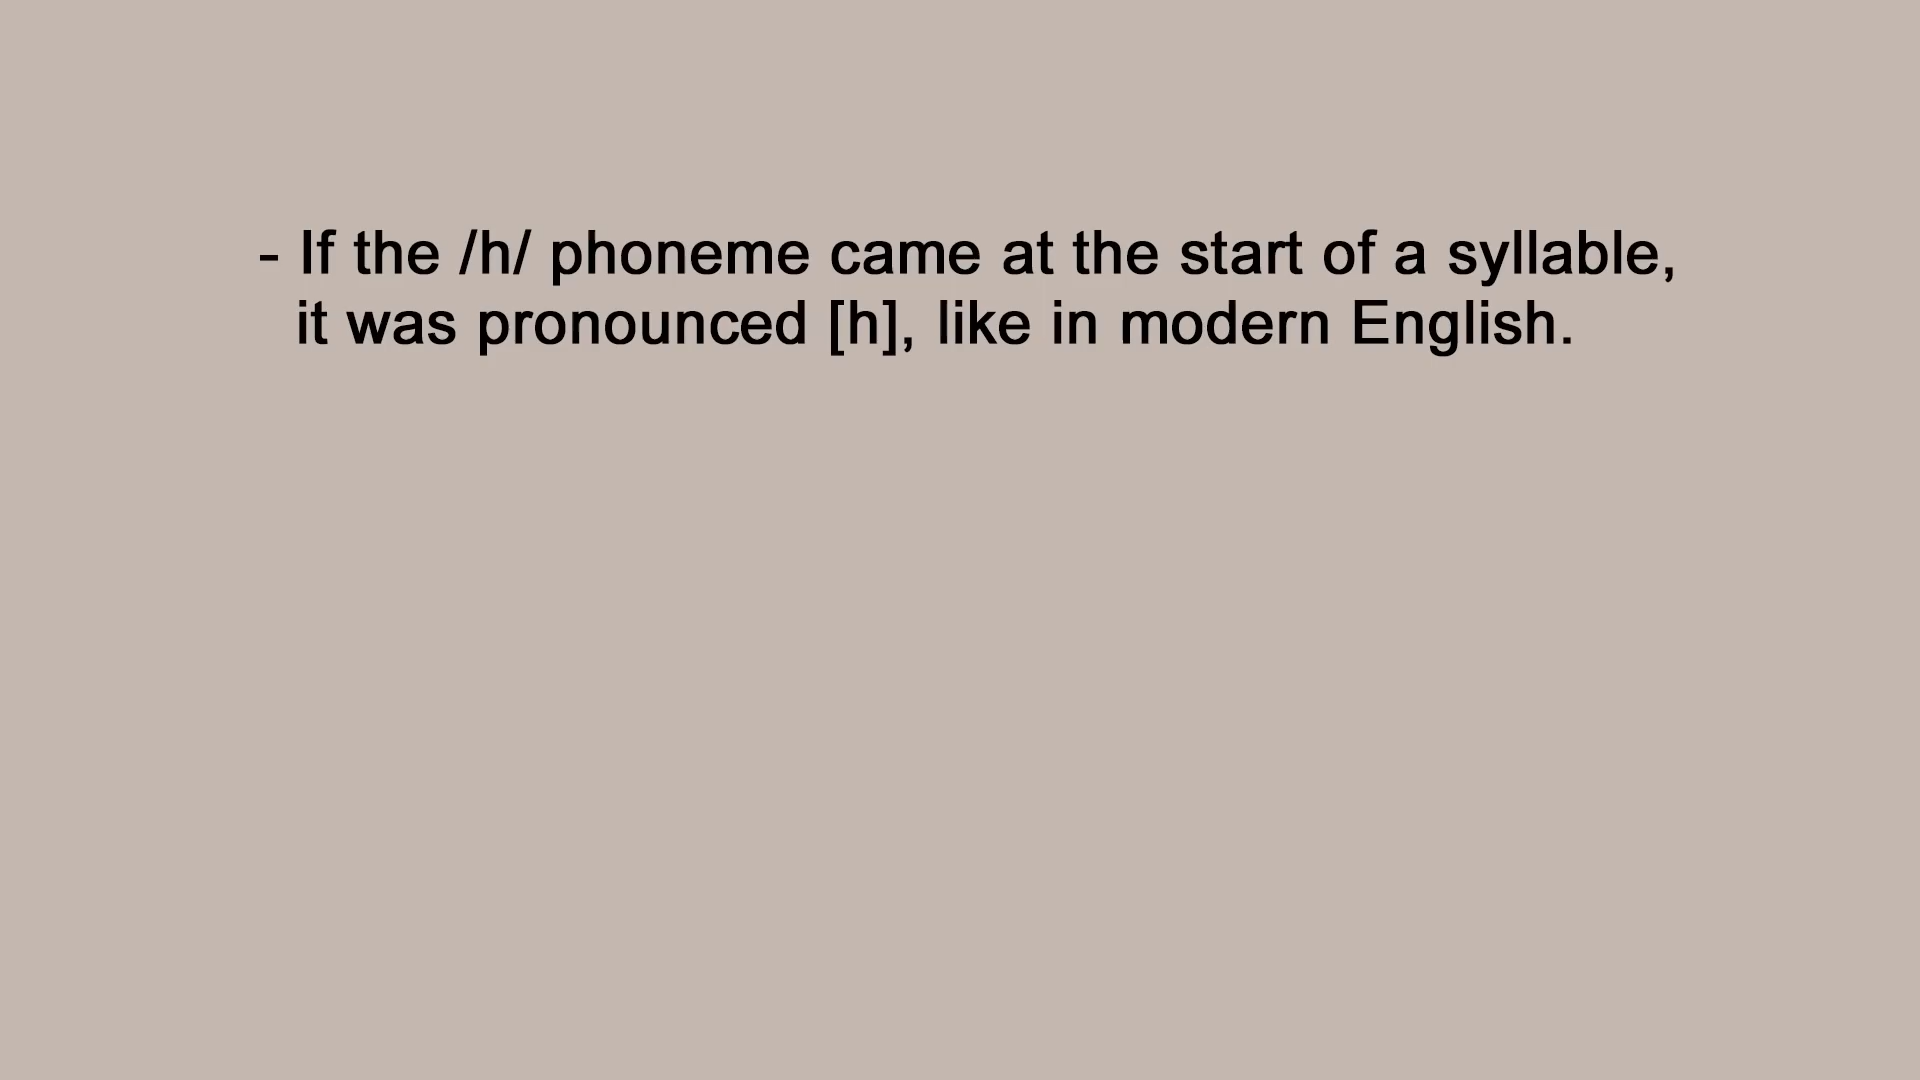 - If the /h/ phoneme came at the start of a syllable,
it was pronounced [h], like in modern English.